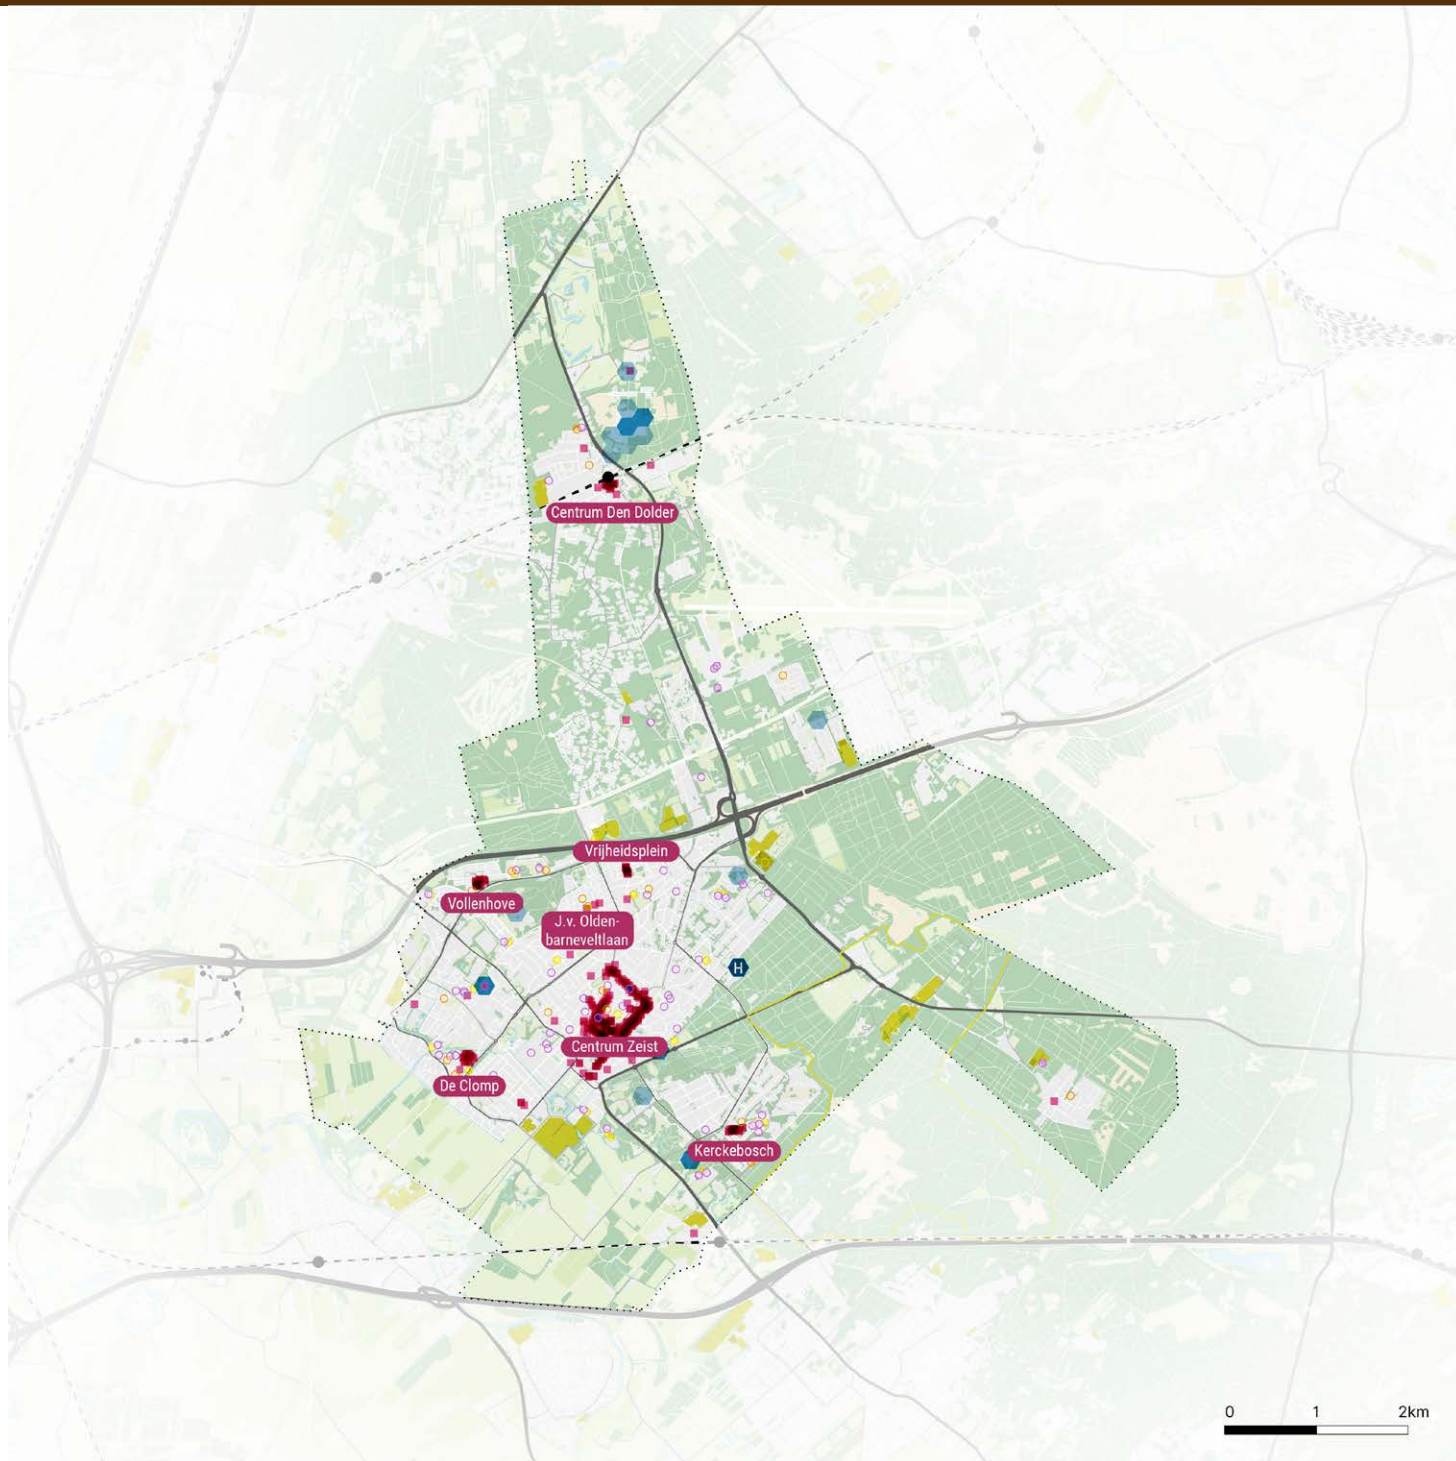 Centrum Den Dolder
Vrijheidsplein
Vollenhove
J.v. Olden-
barneveltlaan
H
Centrum Zeist
De Clomp
Kerckebosch
0 1 2km